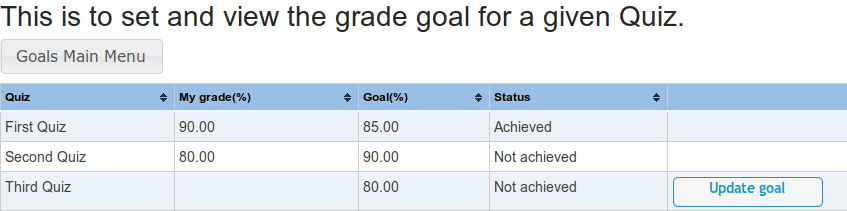 This is to set and view the grade goal for a given Quiz.
Goals Main Menu
Quiz My grade(%) Goal(%) Status
First Quiz 90.00 85.00 Achieved
Second Quiz 80.00 90.00 Not achieved
Third Quiz 80.00 Not achieved Update goal